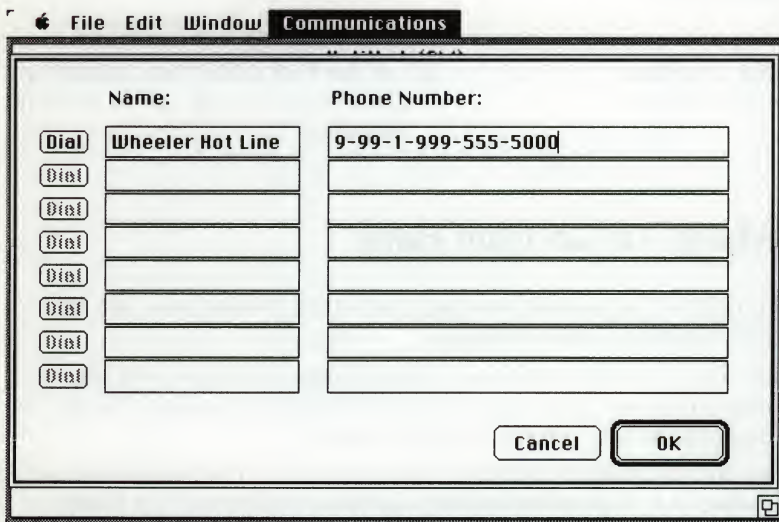 File Edit Window Communications
Name: Phone Number:
Dial Wheeler Hot Line 9-99-1-999-555-5000
Dial
Dial
Dial
Dial
Dial
Dial
Dial
Cancel OK